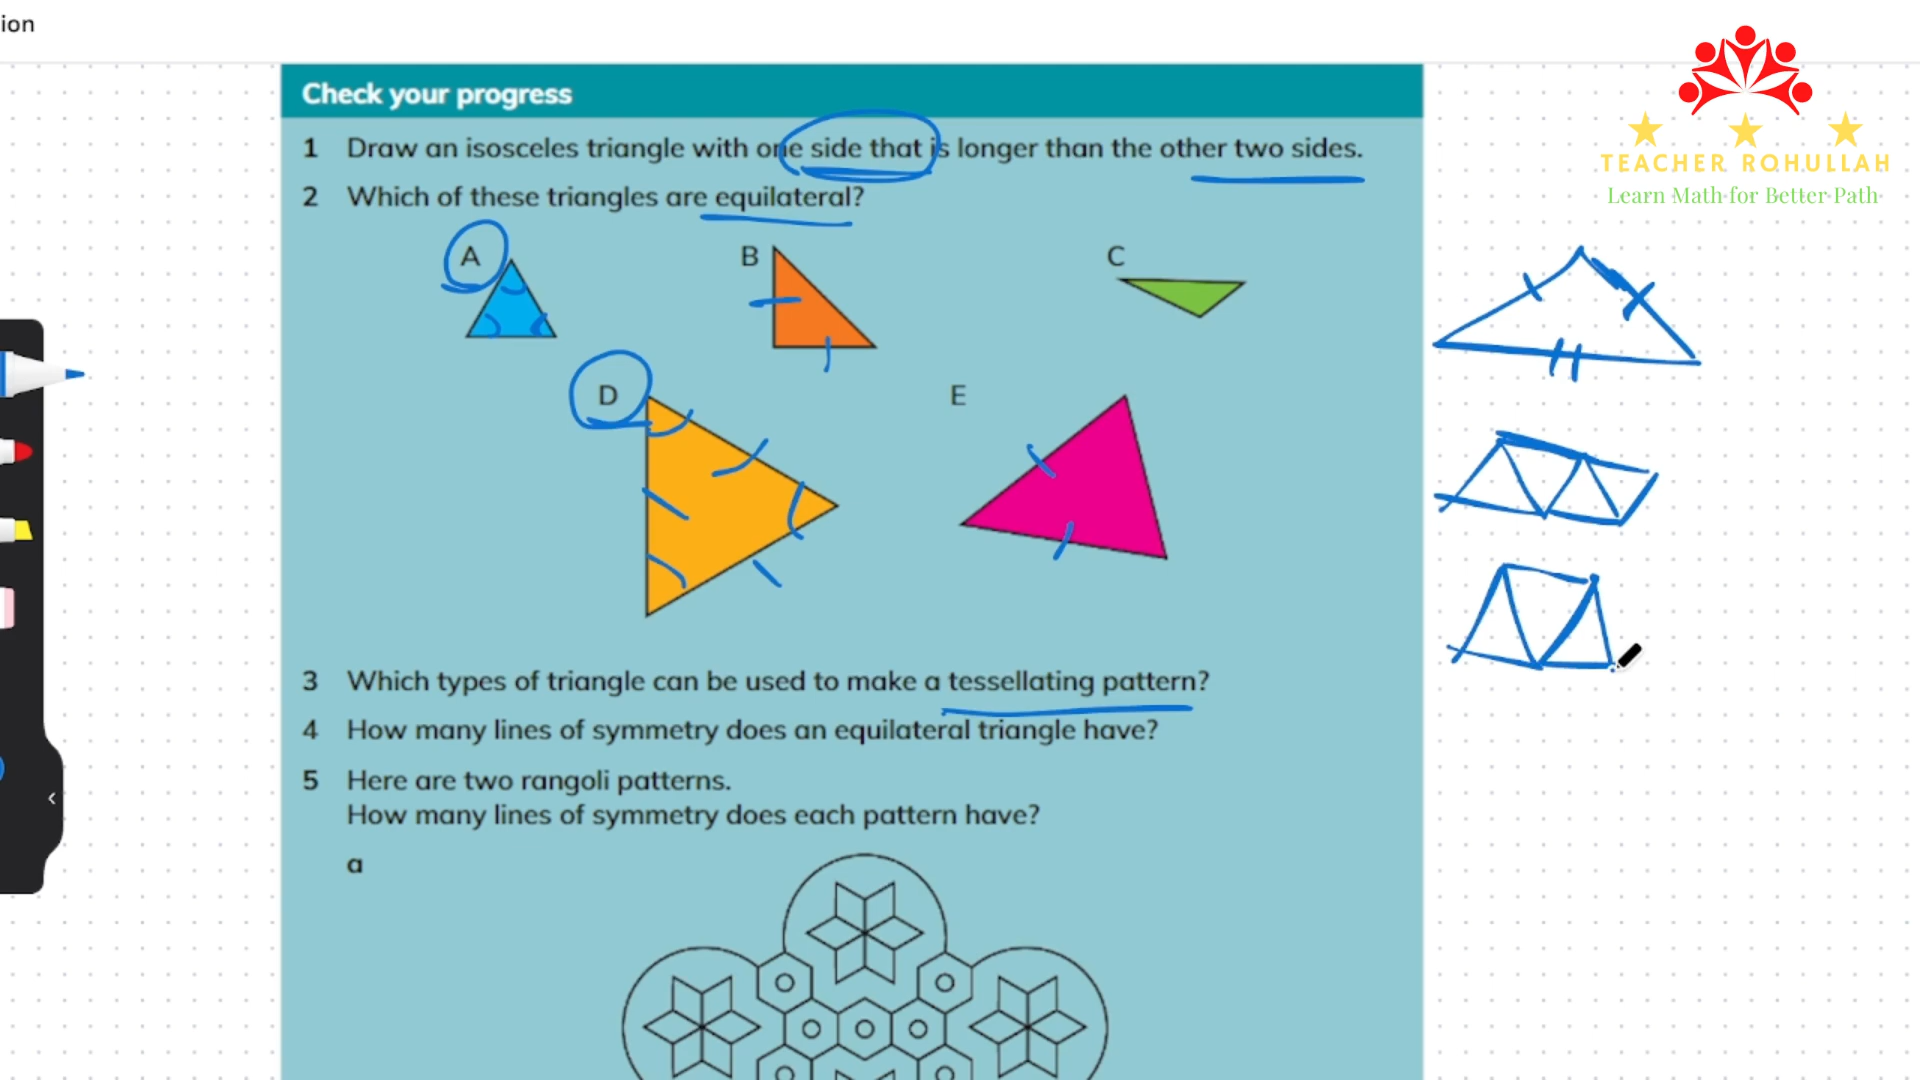 ion
Check your progress
1 Draw an isosceles triangle with one side that is longer than the other two sides.
2 Which of these triangles are equilateral?
A
B
C
D
E
3 Which types of triangle can be used to make a tessellating pattern?
4 How many lines of symmetry does an equilateral triangle have?
5 Here are two rangoli patterns.
How many lines of symmetry does each pattern have?
a
TEACHER ROHULLAH
Learn Math for Better Path